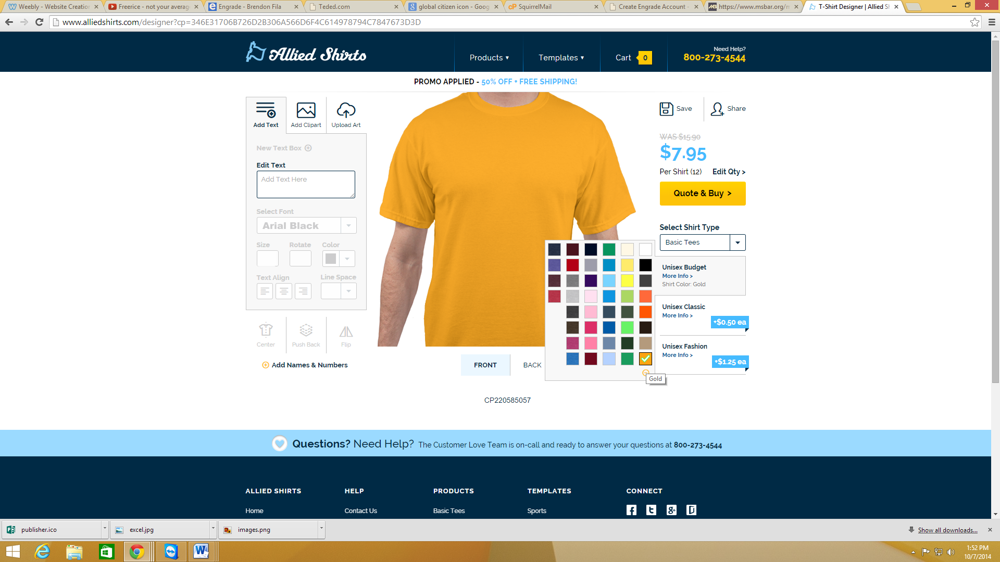 Weebly - Website Creation
Freerice - not your averag
Engrade - Brendon Fila
Teded.com
global citizen icon - Goog
SquirrelMail
Create Engrade Account -
https://www.msbar.org/m
T-Shirt Designer | Allied Sh
www.alliedshirts.com/designer?cp=346E31706B726D2B306A566D6F4C614978794C7847673D3D
Allied Shirts
Products ▾
Templates ▾
Cart
0
Need Help?
800-273-4544
PROMO APPLIED - 50% OFF + FREE SHIPPING!
Add Text
Add Clipart
Upload Art
New Text Box
Edit Text
Add Text Here
Select Font
Arial Black
Size
Rotate
Color
Text Align
Line Space
Center
Push Back
Flip
Add Names & Numbers
FRONT
BACK
CP220585057
Save
Share
WAS $15.90
$7.95
Per Shirt (12)
Edit Qty >
Quote & Buy >
Select Shirt Type
Basic Tees
Unisex Budget
More Info >
Shirt Color: Gold
Unisex Classic
More Info >
+$0.50 ea
Unisex Fashion
More Info >
+$1.25 ea
Gold
Questions? Need Help? The Customer Love Team is on-call and ready to answer your questions at 800-273-4544
ALLIED SHIRTS
HELP
PRODUCTS
TEMPLATES
CONNECT
Home
Contact Us
Basic Tees
Sports
publisher.ico
excel.jpg
images.png
Show all downloads...
1:52 PM
10/7/2014